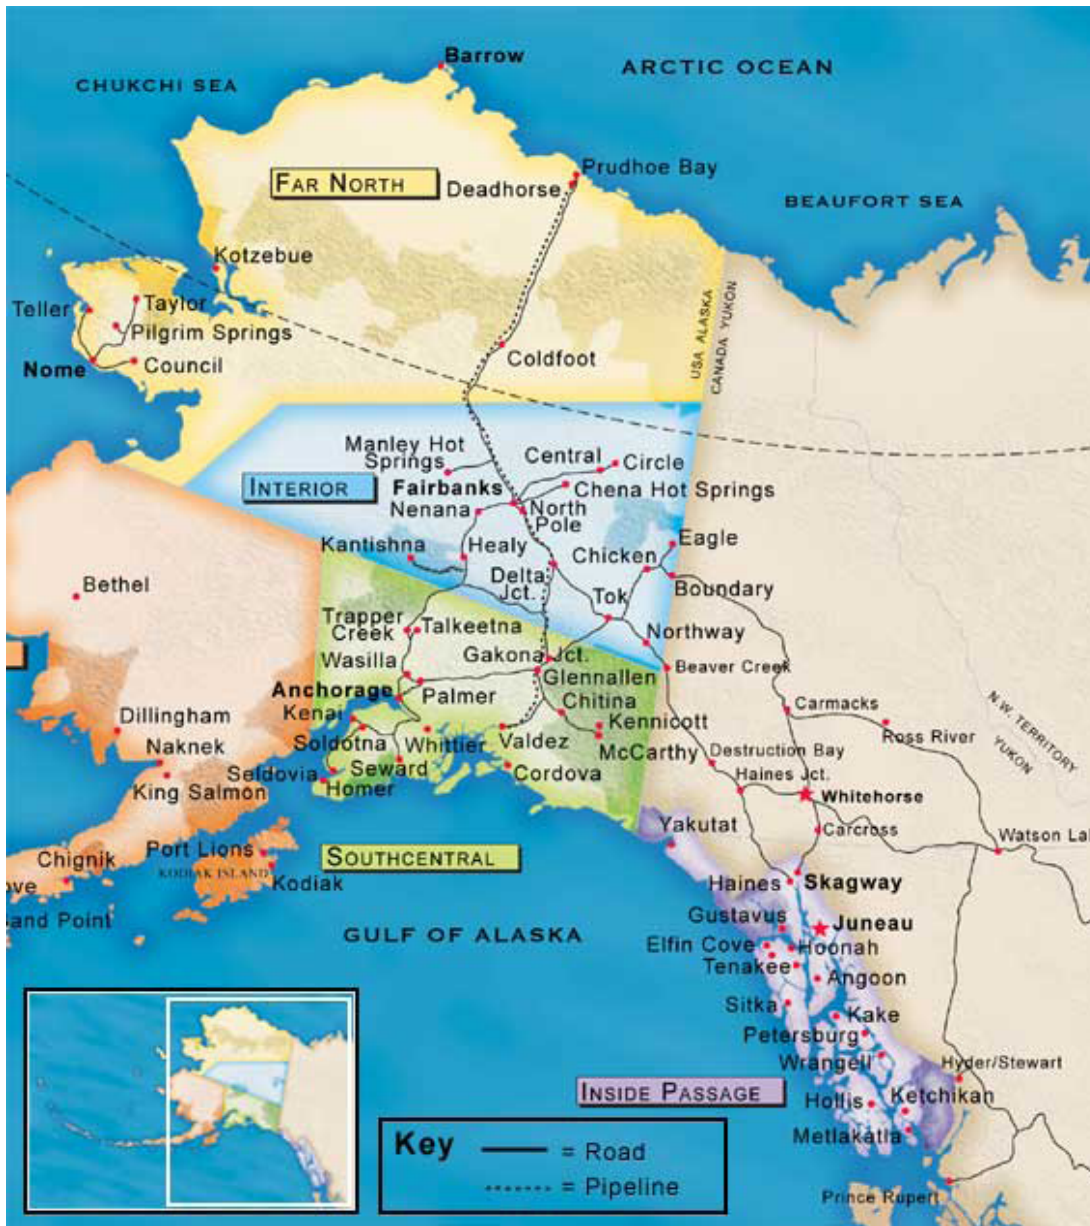 Barrow
ARCTIC OCEAN
CHUKCHI SEA
Prudhoe Bay
FAR NORTH
Deadhorse
BEAUFORT SEA
Kotzebue
Teller
Taylor
Pilgrim Springs
Nome
Council
Coldfoot
USA ALASKA
CANADA YUKON
Manley Hot
Springs
Central
Circle
INTERIOR
Fairbanks
Chena Hot Springs
Nenana
North
Pole
Eagle
Kantishna
Healy
Chicken
Delta
Jct.
Boundary
Bethel
Tok
Trapper
Creek
Talkeetna
Northway
Wasilla
Gakona Jct.
Beaver Creek
Glennallen
Anchorage
Palmer
Chitina
Kenai
Kennicott
Carmacks
N.W. TERRITORY
YUKON
Dillingham
Soldotna
Whittier
Valdez
McCarthy
Ross River
Naknek
Destruction Bay
Seldovia
Seward
Cordova
Haines Jct.
King Salmon
Homer
Whitehorse
Yakutat
Carcross
Watson La
Chignik
Port Lions
KODIAK ISLAND
SOUTHCENTRAL
ove
Kodiak
Haines
Skagway
and Point
Gustavus
Juneau
GULF OF ALASKA
Elfin Cove
Hoonah
Tenakee
Angoon
Sitka
Kake
Petersburg
Wrangell
Hyder/Stewart
INSIDE PASSAGE
Hollis
Ketchikan
Metlakatla
Key
= Road
= Pipeline
Prince Rupert